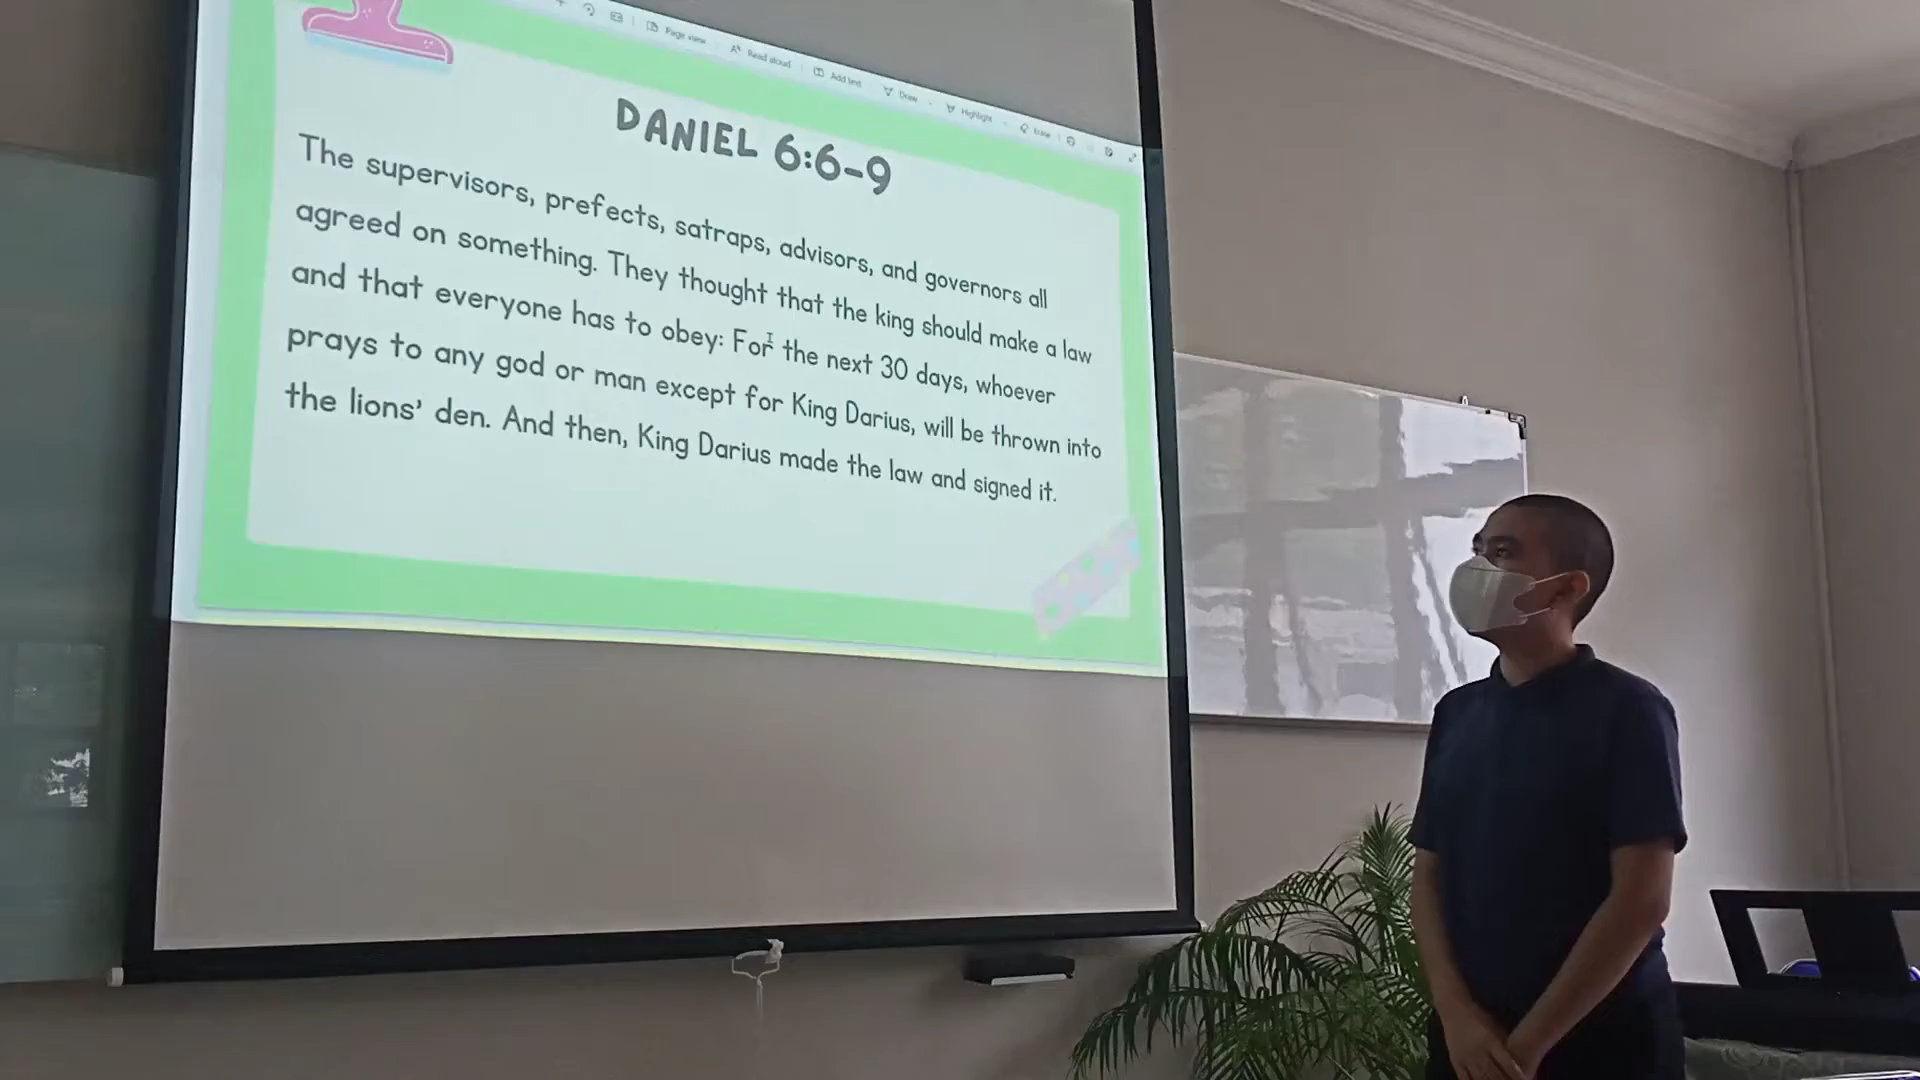 Page view
Read aloud
Add text
Draw
Highlight
Erase
DANIEL 6:6-9
The supervisors, prefects, satraps, advisors, and governors all
agreed on something. They thought that the king should make a law
and that everyone has to obey: For the next 30 days, whoever
prays to any god or man except for King Darius, will be thrown into
the lions' den. And then, King Darius made the law and signed it.